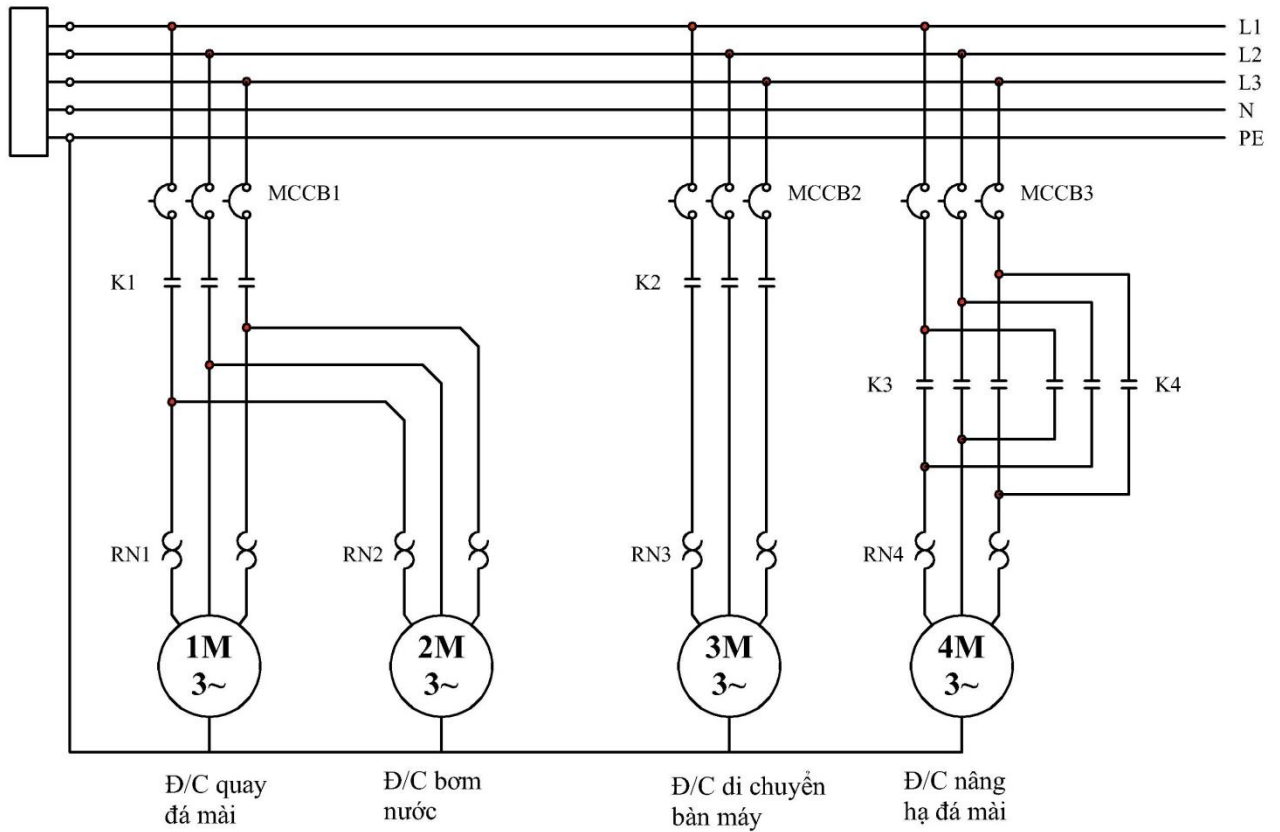 L1
L2
L3
N
PE
MCCB1
MCCB2
MCCB3
K1
K2
K3
K4
RN1
RN2
RN3
RN4
1M
3~
2M
3~
3M
3~
4M
3~
Đ/C quay
đá mài
Đ/C bơm
nước
Đ/C di chuyển
bàn máy
Đ/C nâng
hạ đá mài